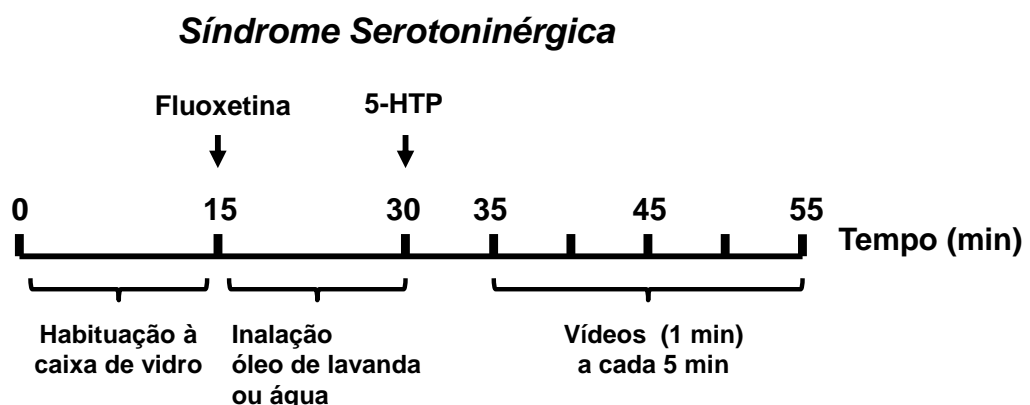 Síndrome Serotoninérgica
Fluoxetina
5-HTP
0
15
30
35
45
55
Tempo (min)
Habituação à
caixa de vidro
Inalação
óleo de lavanda
ou água
Vídeos (1 min)
a cada 5 min